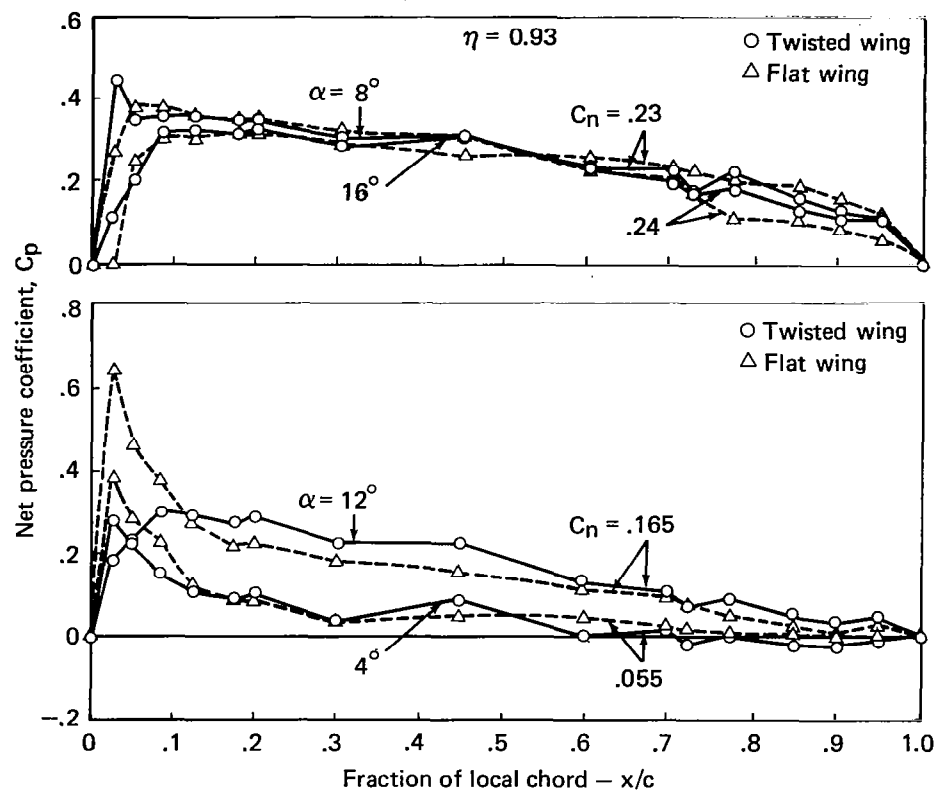 .6
η = 0.93
Twisted wing
Flat wing
α = 8°
.4
Cn = .23
.2
16°
.24
0
Net pressure coefficient, Cp
.8
Twisted wing
Flat wing
.6
.4
α = 12°
Cn = .165
.2
0
4°
.055
−.2
0 .1 .2 .3 .4 .5 .6 .7 .8 .9 1.0
Fraction of local chord – x/c